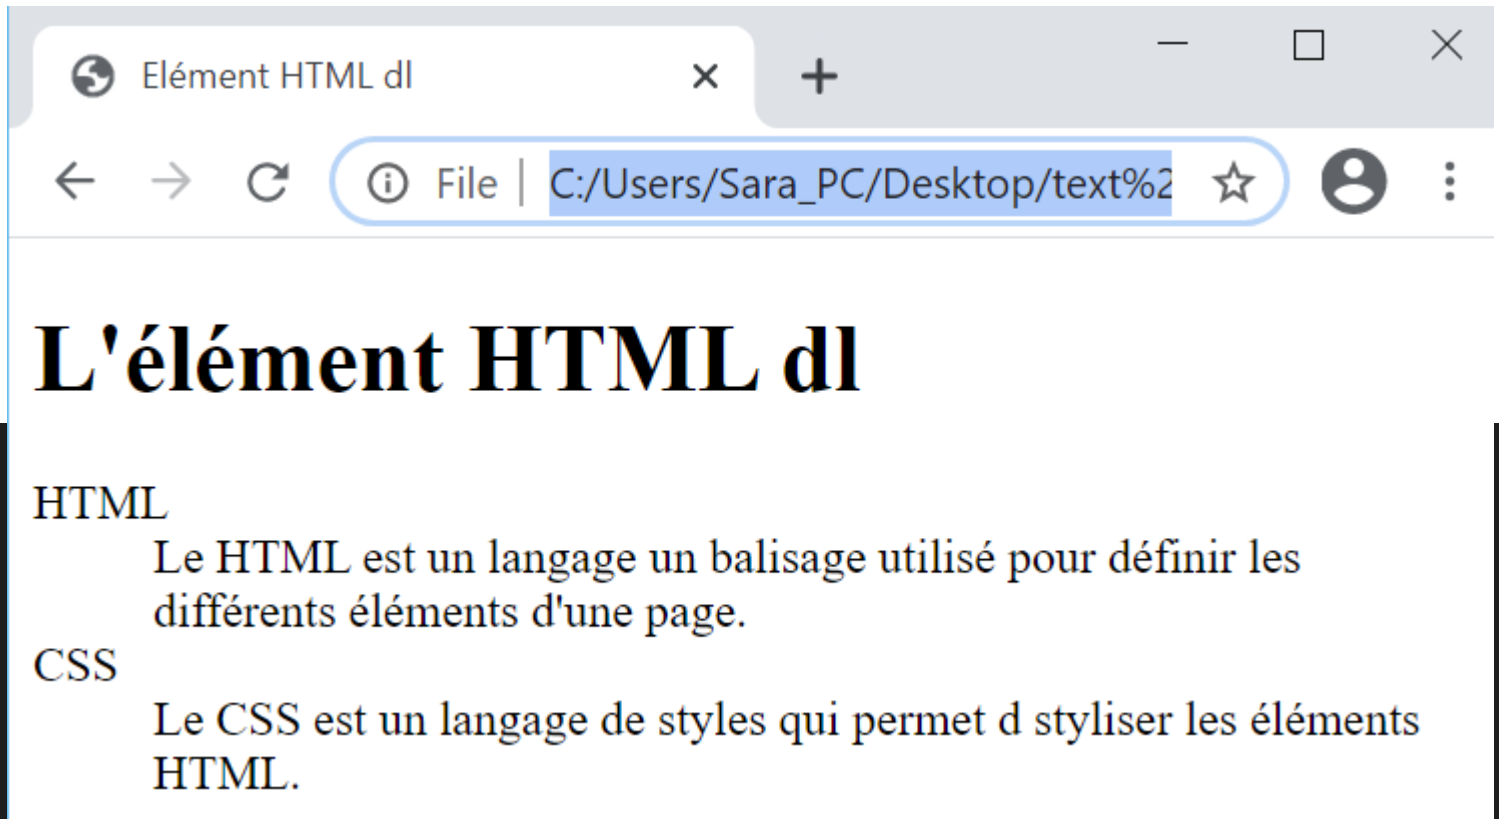 Elément HTML dl
File | C:/Users/Sara_PC/Desktop/text%2
L'élément HTML dl
HTML
Le HTML est un langage un balisage utilisé pour définir les
différents éléments d'une page.
CSS
Le CSS est un langage de styles qui permet d styliser les éléments
HTML.